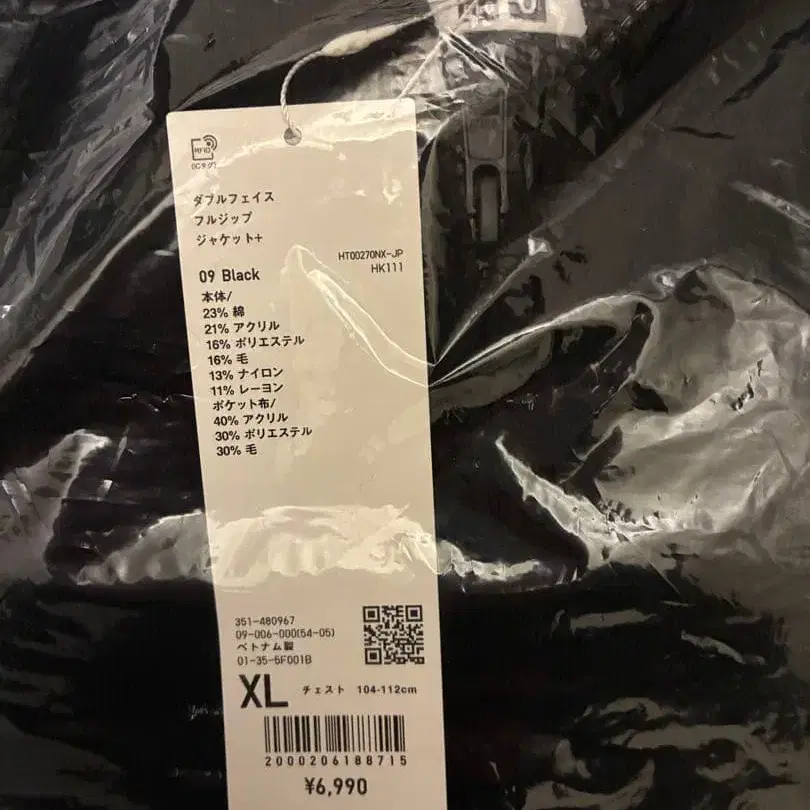 RFID
(ICタグ)
ダブルフェイス
フルジップ
ジャケット+
HT00270NX-JP
HK111
09 Black
本体/
23% 綿
21% アクリル
16% ポリエステル
16% 毛
13% ナイロン
11% レーヨン
ポケット布/
40% アクリル
30% ポリエステル
30% 毛
351-480967
09-006-000(54-05)
ベトナム製
01-35-5F001B
XL チェスト 104-112cm
2000206188715
¥6,990